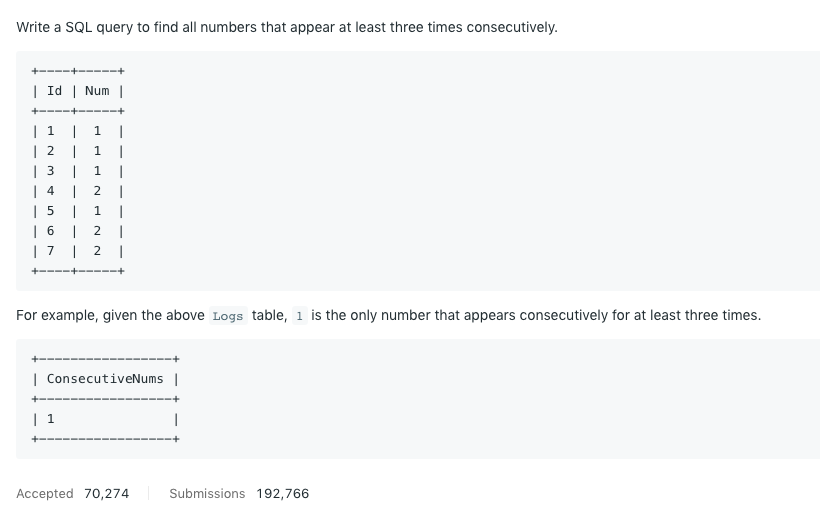 Write a SQL query to find all numbers that appear at least three times consecutively.
+----+-----+
| Id | Num |
+----+-----+
| 1  |  1  |
| 2  |  1  |
| 3  |  1  |
| 4  |  2  |
| 5  |  1  |
| 6  |  2  |
| 7  |  2  |
+----+-----+
For example, given the above Logs table, 1 is the only number that appears consecutively for at least three times.
+-----------------+
| ConsecutiveNums |
+-----------------+
| 1               |
+-----------------+
Accepted 70,274 | Submissions 192,766